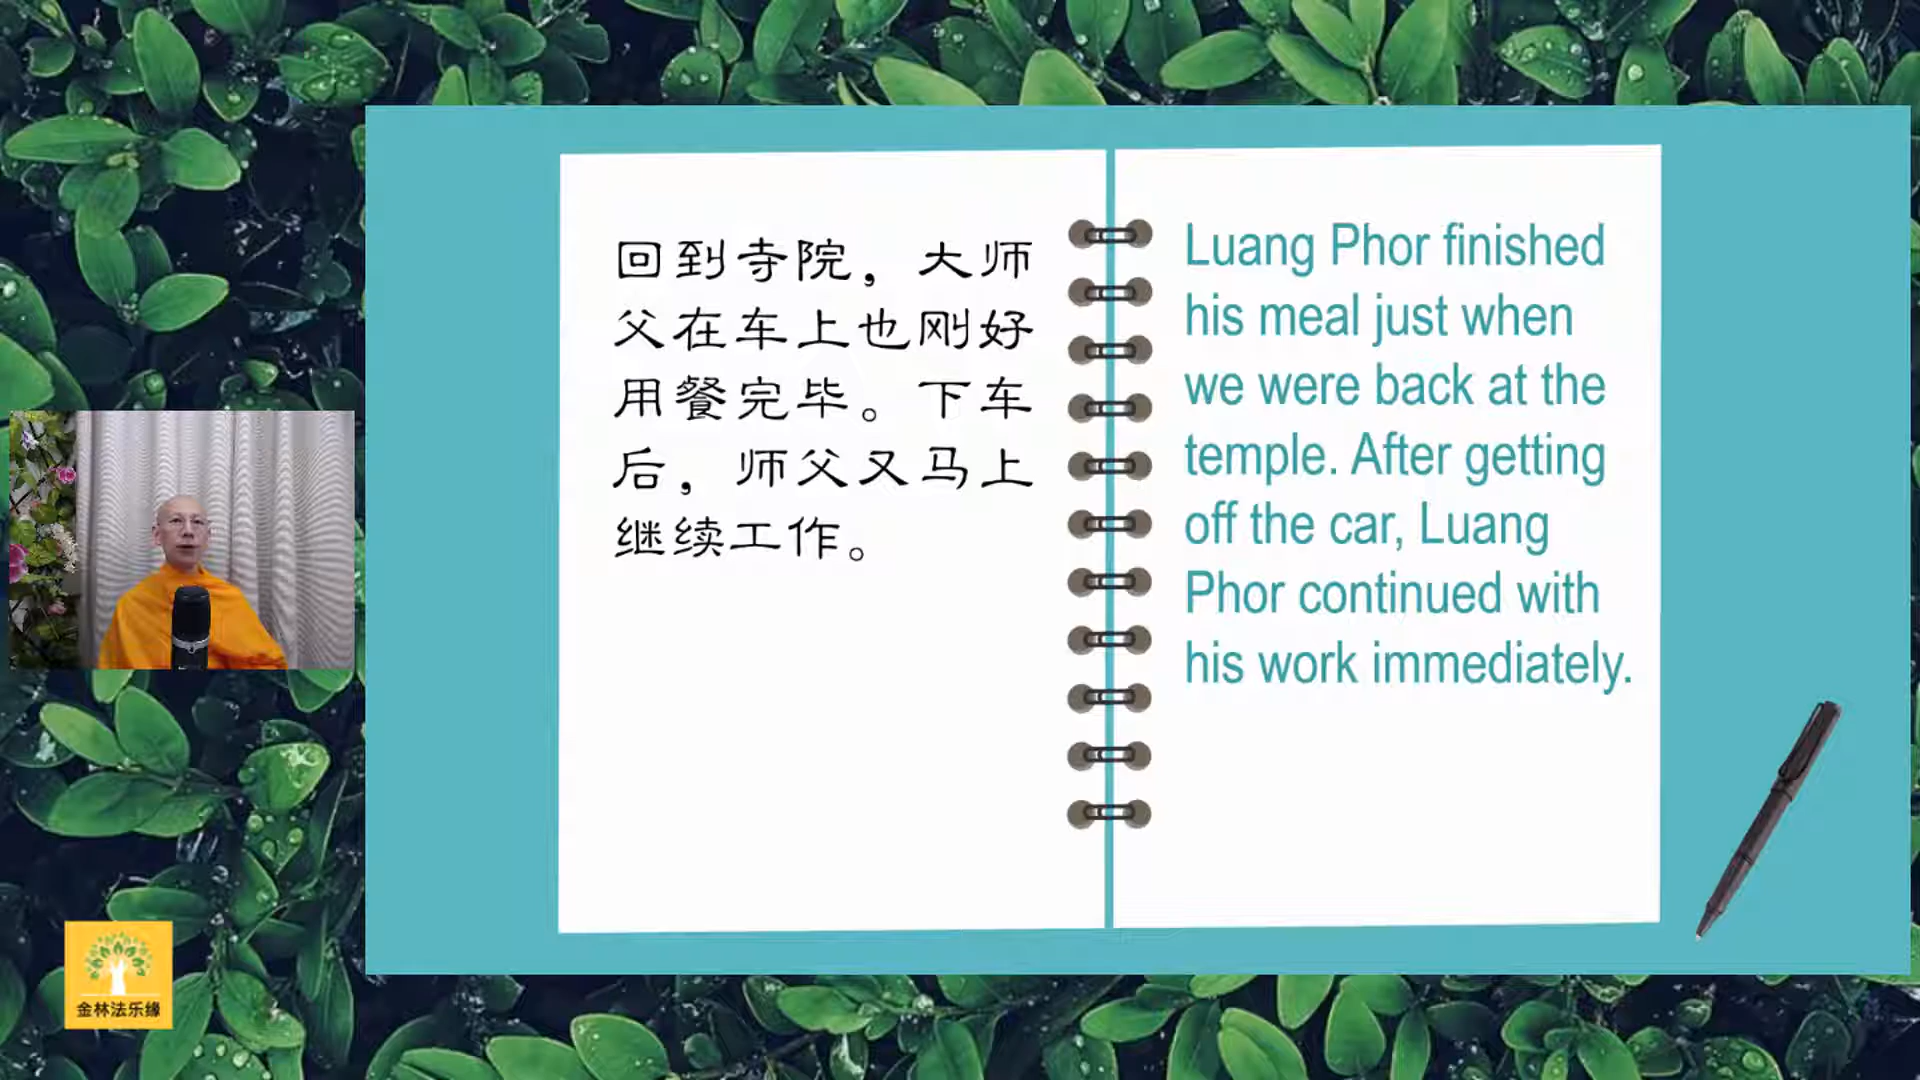 回到寺院，大师
父在车上也刚好
用餐完毕。下车
后，师父又马上
继续工作。
Luang Phor finished
his meal just when
we were back at the
temple. After getting
off the car, Luang
Phor continued with
his work immediately.
金林法乐缘